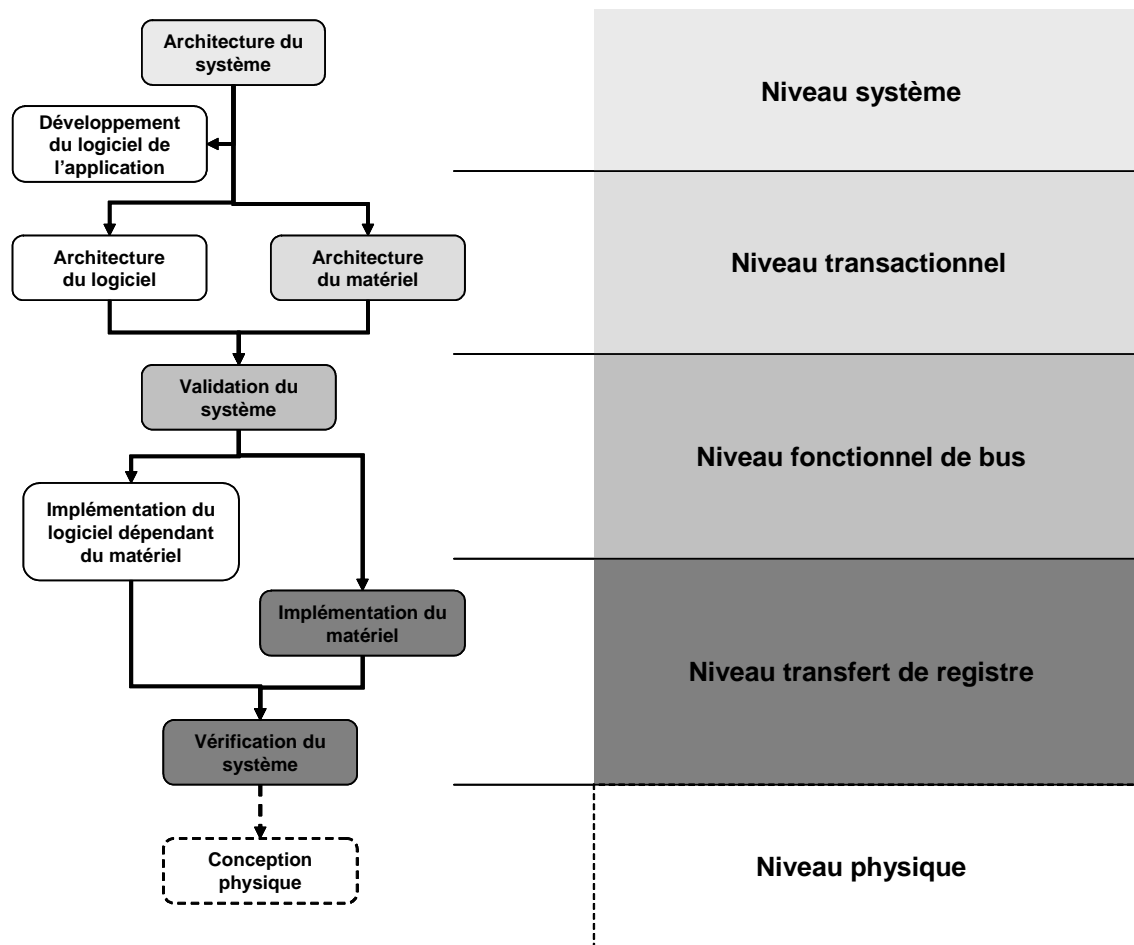 Architecture du
système
Niveau système
Développement
du logiciel de
l'application
Architecture
du logiciel
Architecture
du matériel
Niveau transactionnel
Validation du
système
Niveau fonctionnel de bus
Implémentation du
logiciel dépendant
du matériel
Implémentation du
matériel
Niveau transfert de registre
Vérification du
système
Conception
physique
Niveau physique